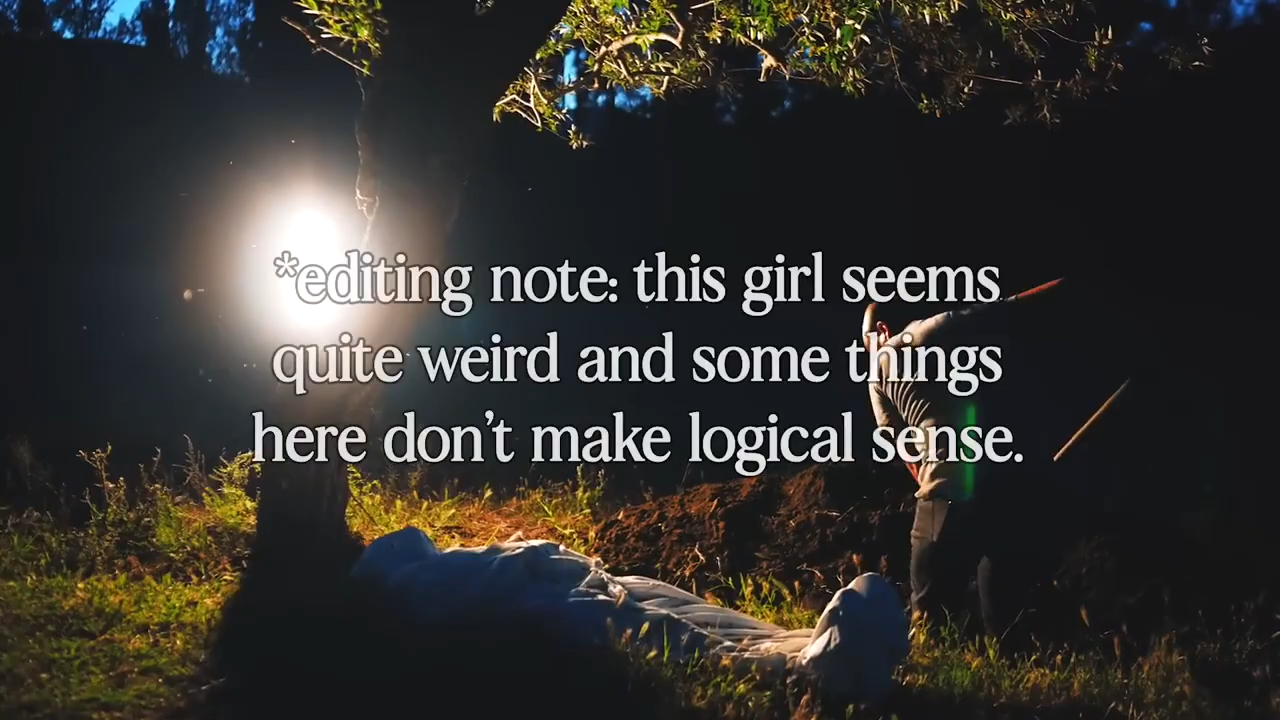 *editing note: this girl seems
quite weird and some things
here don't make logical sense.